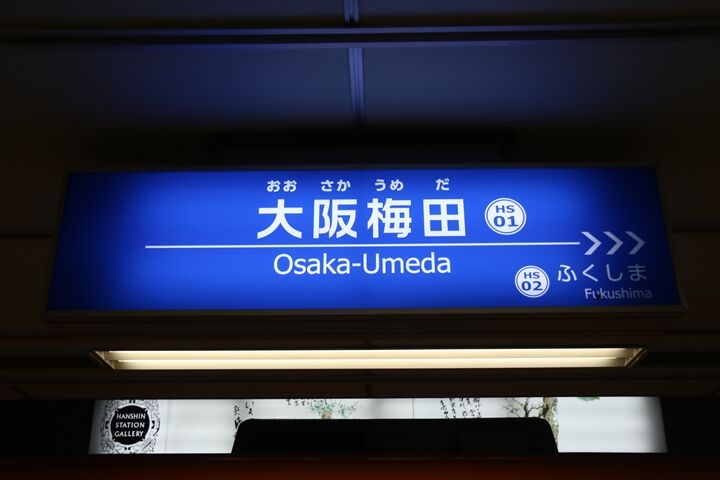 おお さか うめ だ
大阪梅田 HS 01
Osaka-Umeda
HS 02 ふくしま
Fukushima
HANSHIN
STATION
GALLERY